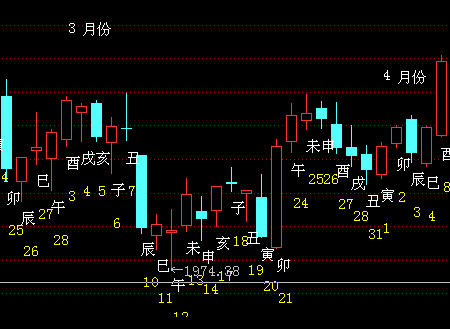 3 月份
4 月份
卯 辰 巳 午 酉 戌 亥 子 丑 辰 巳 午 未 申 亥 子 丑 寅 卯 午 未 申 酉 戌 丑 寅 卯 辰 巳 酉
4 25 26 27 28 3 4 5 6 7 10 11 12 13 14 17 18 19 20 21 24 25 26 27 28 31 1 2 3 4 8
←1974.38